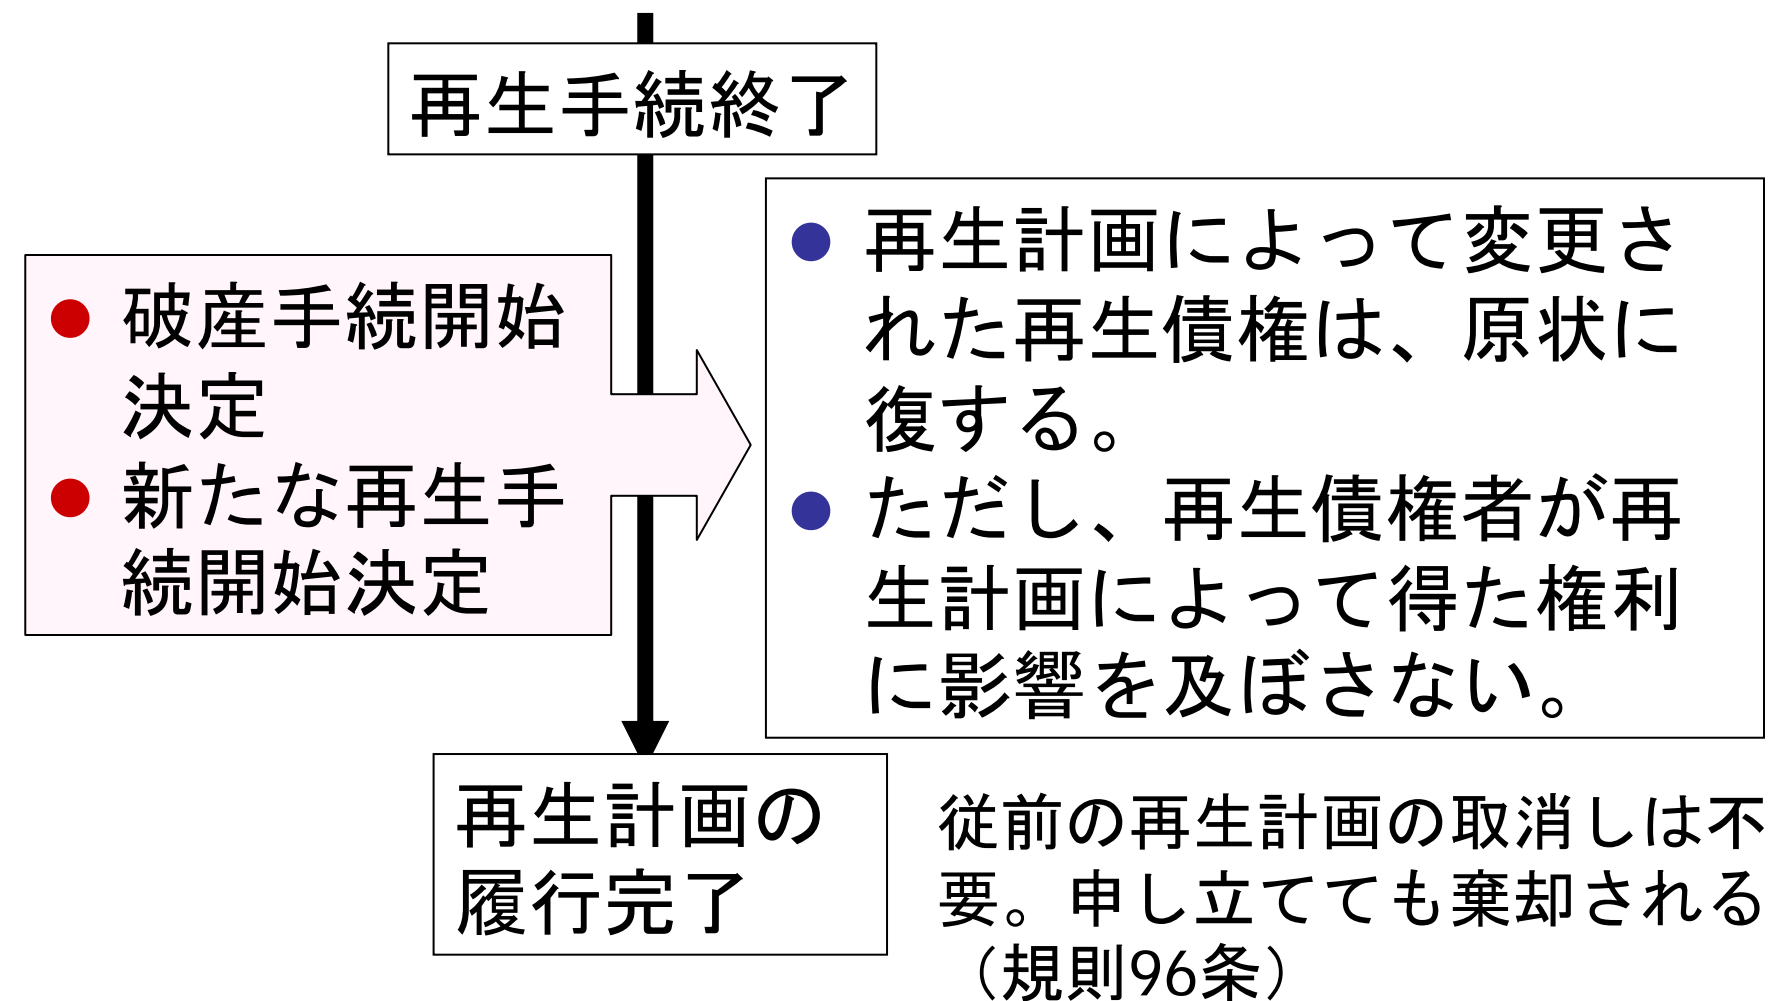 再生手続終了
● 破産手続開始
決定
● 新たな再生手
続開始決定
● 再生計画によって変更さ
れた再生債権は、原状に
復する。
● ただし、再生債権者が再
生計画によって得た権利
に影響を及ぼさない。
再生計画の
履行完了
従前の再生計画の取消しは不
要。申し立てても棄却される
（規則96条）